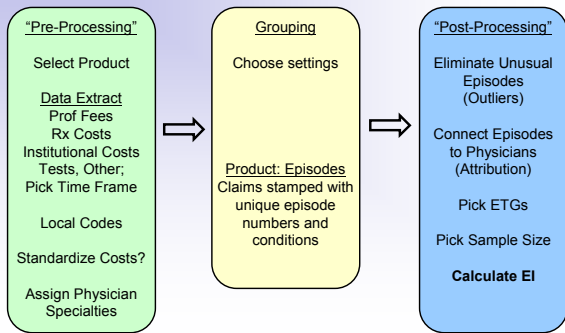 “Pre-Processing”
Select Product
Data Extract
Prof Fees
Rx Costs
Institutional Costs
Tests, Other;
Pick Time Frame
Local Codes
Standardize Costs?
Assign Physician
Specialties
Grouping
Choose settings
Product: Episodes
Claims stamped with
unique episode
numbers and
conditions
“Post-Processing”
Eliminate Unusual
Episodes
(Outliers)
Connect Episodes
to Physicians
(Attribution)
Pick ETGs
Pick Sample Size
Calculate EI